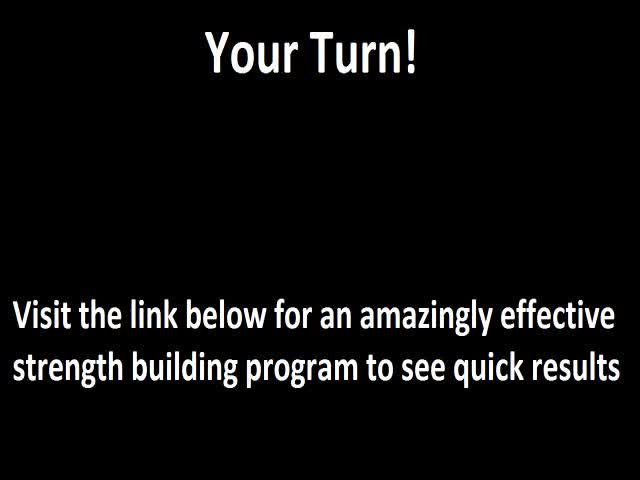 Your Turn!
Visit the link below for an amazingly effective
strength building program to see quick results